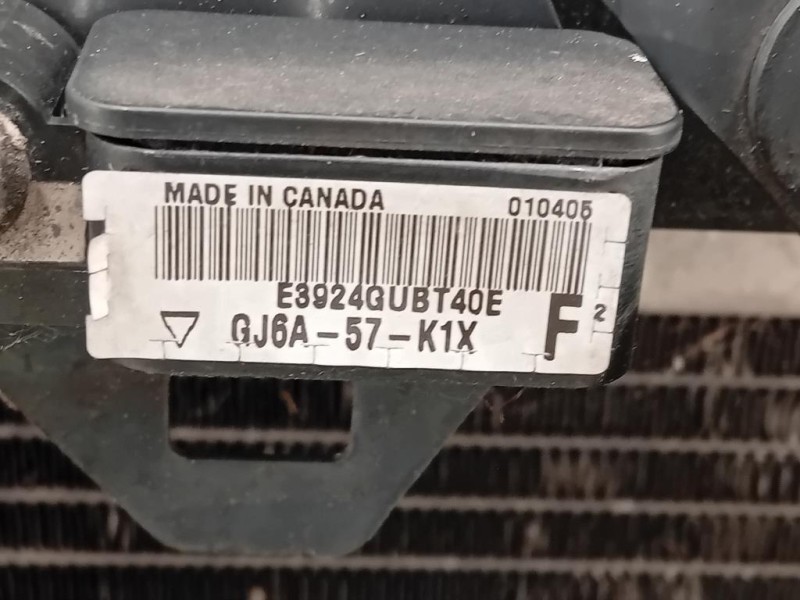 MADE IN CANADA 010405
E3924GUBT40E
GJ6A-57-K1X F 2